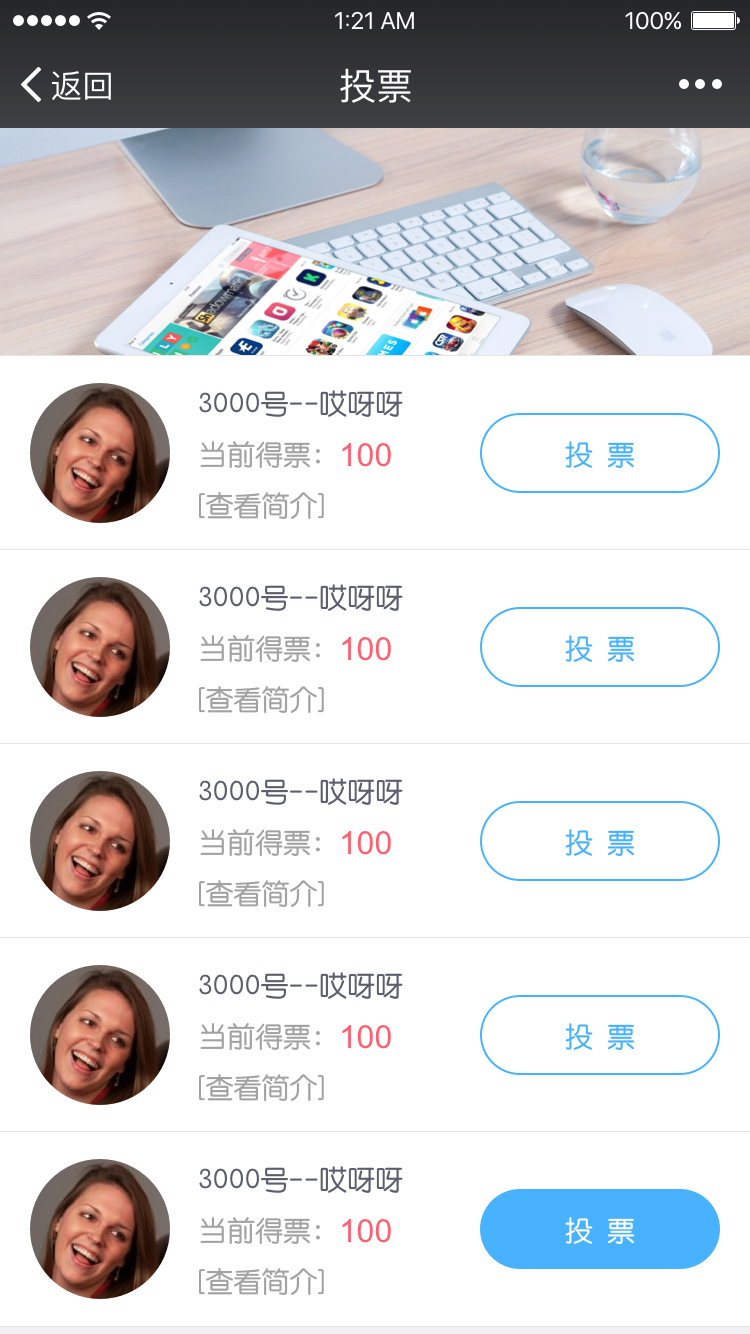 1:21 AM 100%
返回 投票
GAMES
3000号--哎呀呀
当前得票：100
[查看简介]
投 票
3000号--哎呀呀
当前得票：100
[查看简介]
投 票
3000号--哎呀呀
当前得票：100
[查看简介]
投 票
3000号--哎呀呀
当前得票：100
[查看简介]
投 票
3000号--哎呀呀
当前得票：100
[查看简介]
投 票